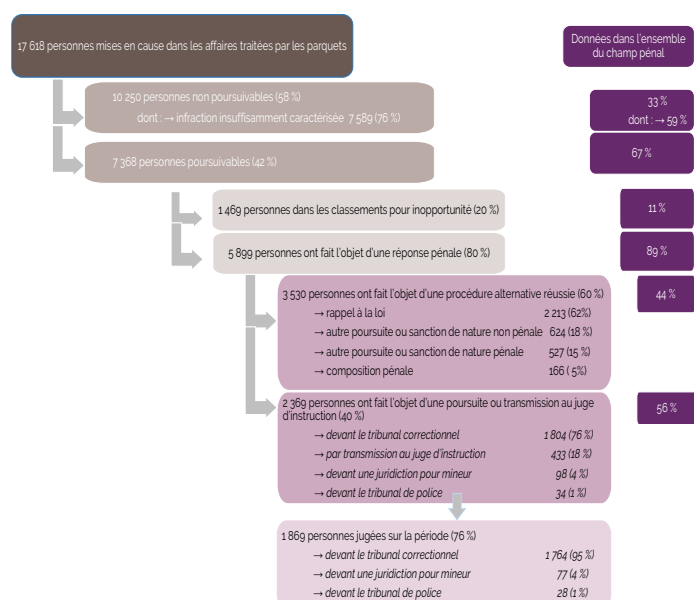 17 618 personnes mises en cause dans les affaires traitées par les parquets
Données dans l'ensemble
du champ pénal
10 250 personnes non poursuivables (58 %)
dont : → infraction insuffisamment caractérisée 7 589 (76 %)
33 %
dont : → 59 %
7 368 personnes poursuivables (42 %)
67 %
1 469 personnes dans les classements pour inopportunité (20 %)
11 %
5 899 personnes ont fait l'objet d'une réponse pénale (80 %)
89 %
3 530 personnes ont fait l'objet d'une procédure alternative réussie (60 %)
44 %
→ rappel à la loi 2 213 (62%)
→ autre poursuite ou sanction de nature non pénale 624 (18 %)
→ autre poursuite ou sanction de nature pénale 527 (15 %)
→ composition pénale 166 ( 5%)
2 369 personnes ont fait l'objet d'une poursuite ou transmission au juge
d'instruction (40 %)
56 %
→ devant le tribunal correctionnel 1 804 (76 %)
→ par transmission au juge d'instruction 433 (18 %)
→ devant une juridiction pour mineur 98 (4 %)
→ devant le tribunal de police 34 (1 %)
1 869 personnes jugées sur la période (76 %)
→ devant le tribunal correctionnel 1 764 (95 %)
→ devant une juridiction pour mineur 77 (4 %)
→ devant le tribunal de police 28 (1 %)